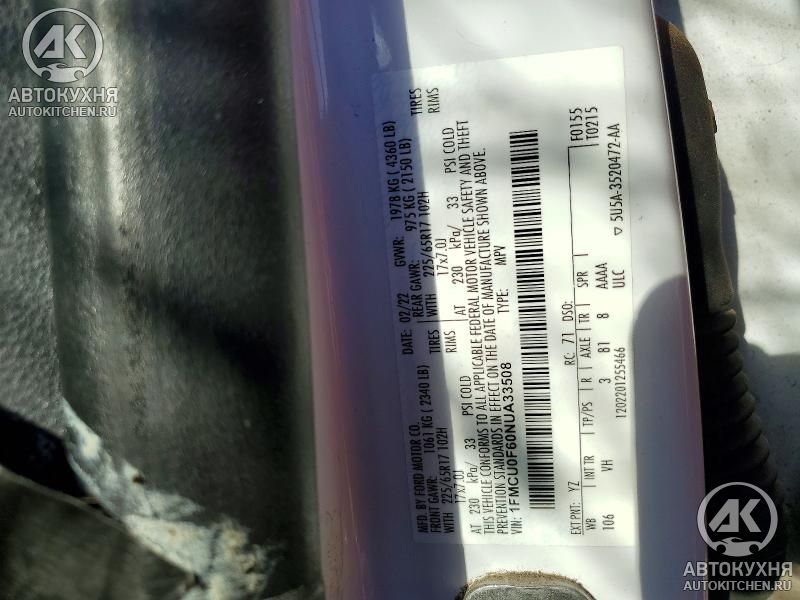 MFD. BY FORD MOTOR CO. DATE: 02/22 GVWR: 1978 KG ( 4360 LB)
FRONT GAWR: 1061 KG ( 2340 LB) REAR GAWR: 975 KG ( 2150 LB)
WITH 225/65R17 102H TIRES WITH 225/65R17 102H TIRES
17x7.0J RIMS 17x7.0J RIMS
AT 230 kPa/ 33 PSI COLD AT 230 kPa/ 33 PSI COLD
THIS VEHICLE CONFORMS TO ALL APPLICABLE FEDERAL MOTOR VEHICLE SAFETY AND THEFT
PREVENTION STANDARDS IN EFFECT ON THE DATE OF MANUFACTURE SHOWN ABOVE.
VIN: 1FMCU0F60NUA33508 TYPE: MPV
F0155
EXT PNT: YZ RC: 71 DSO: T0215
WB INT TR TP/PS R AXLE TR SPR
106 VH 3 B1 8 AAAA
1202201255466 ULC
▽ 5U5A-3520472-AA
АК
АВТОКУХНЯ
AUTOKITCHEN.RU
АК
АВТОКУХНЯ
AUTOKITCHEN.RU